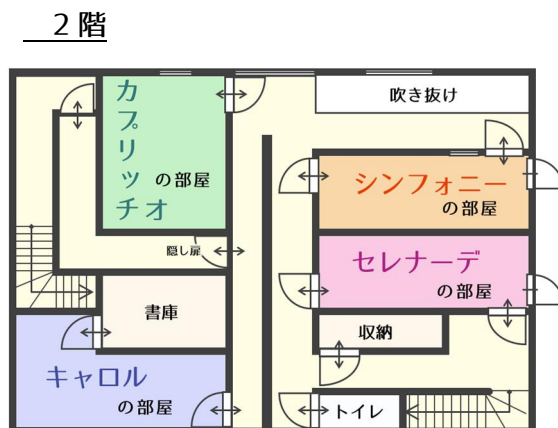 ２階
カプリッチオ
の部屋
吹き抜け
シンフォニー
の部屋
隠し扉
セレナーデ
の部屋
書庫
収納
キャロル
の部屋
トイレ